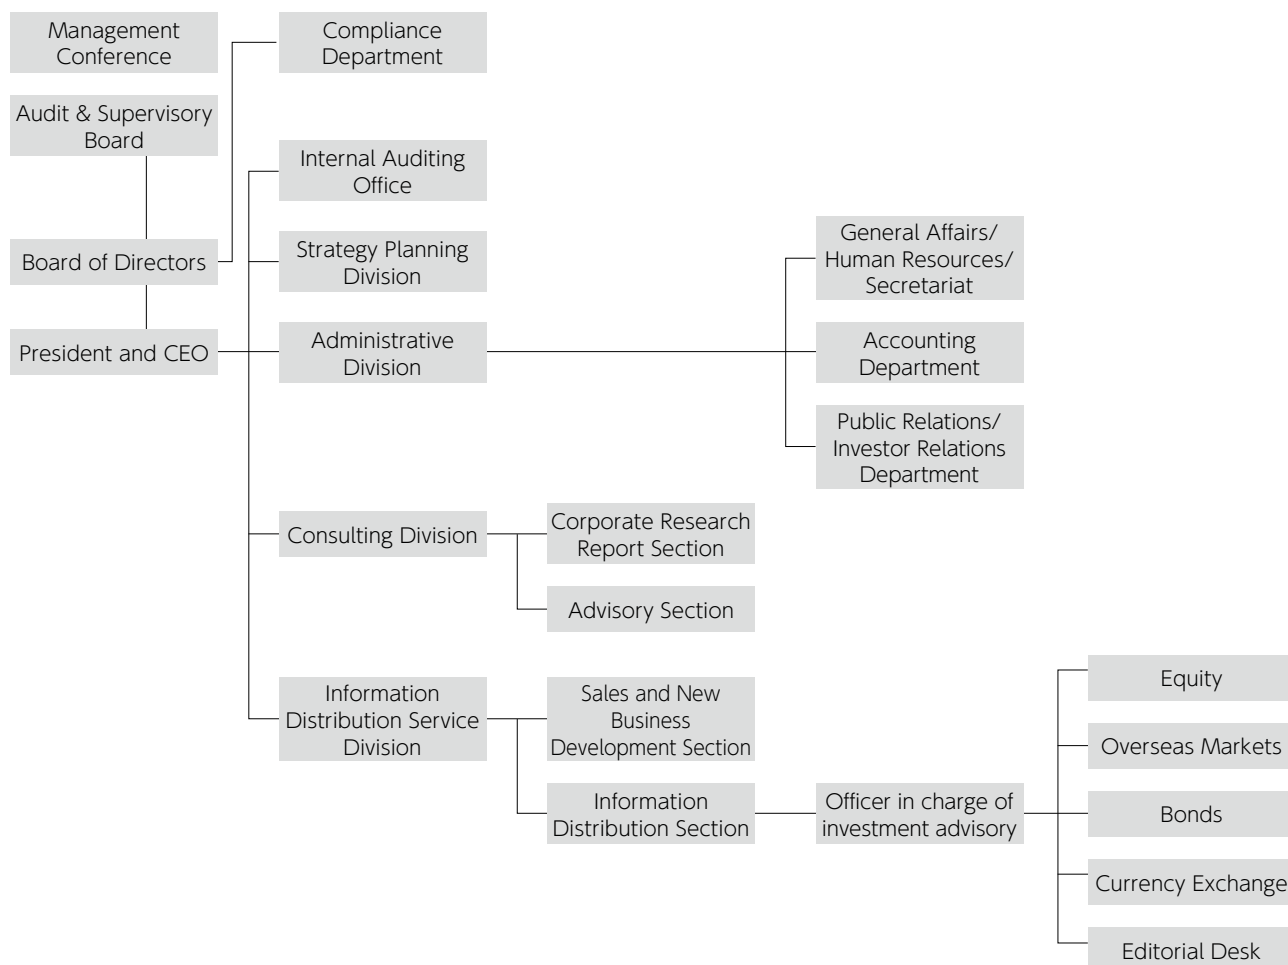 Management
Conference
Compliance
Department
Audit & Supervisory
Board
Internal Auditing
Office
Board of Directors
Strategy Planning
Division
General Affairs/
Human Resources/
Secretariat
President and CEO
Administrative
Division
Accounting
Department
Public Relations/
Investor Relations
Department
Consulting Division
Corporate Research
Report Section
Advisory Section
Information
Distribution Service
Division
Sales and New
Business
Development Section
Information
Distribution Section
Officer in charge of
investment advisory
Equity
Overseas Markets
Bonds
Currency Exchange
Editorial Desk